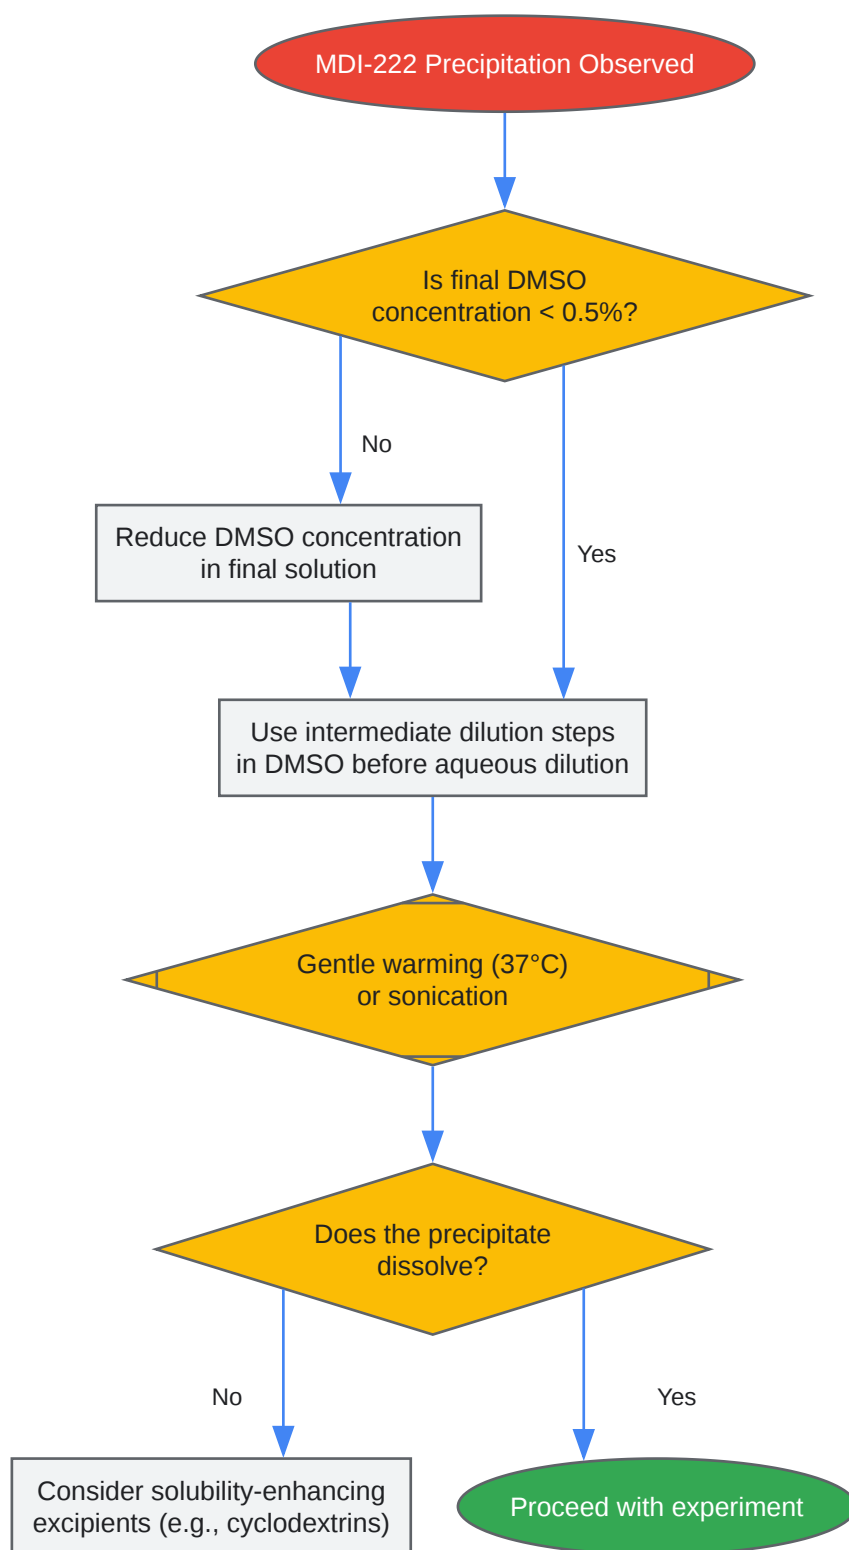 MDI-222 Precipitation Observed
Is final DMSO
concentration < 0.5%?
No
Reduce DMSO concentration
in final solution
Yes
Use intermediate dilution steps
in DMSO before aqueous dilution
Gentle warming (37°C)
or sonication
Does the precipitate
dissolve?
No
Yes
Consider solubility-enhancing
excipients (e.g., cyclodextrins)
Proceed with experiment